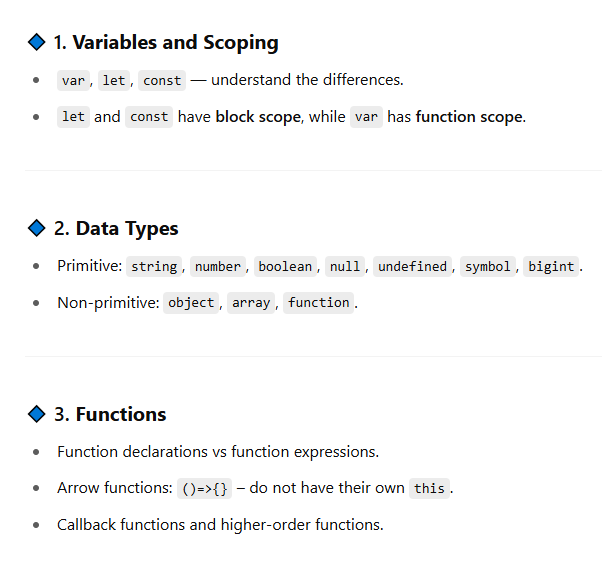 1. Variables and Scoping
var, let, const — understand the differences.
let and const have block scope, while var has function scope.
2. Data Types
Primitive: string, number, boolean, null, undefined, symbol, bigint.
Non-primitive: object, array, function.
3. Functions
Function declarations vs function expressions.
Arrow functions: ()=>{} – do not have their own this.
Callback functions and higher-order functions.